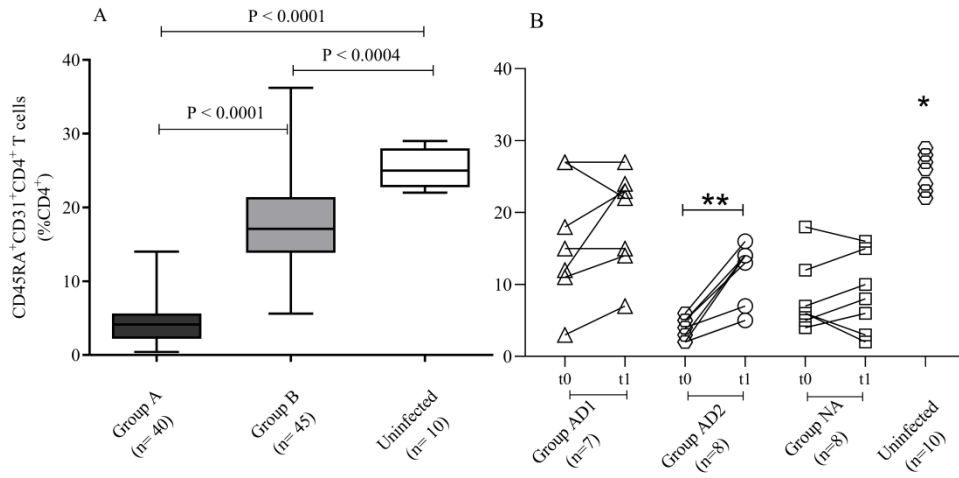 A
P < 0.0001
P < 0.0004
P < 0.0001
CD45RA⁺CD31⁺CD4⁺ T cells
(%CD4⁺)
40
30
20
10
0
Group A
(n= 40)
Group B
(n= 45)
Uninfected
(n= 10)
B
40
30
20
10
0
**
*
t0
t1
t0
t1
t0
t1
Group AD1
(n=7)
Group AD2
(n=8)
Group NA
(n=8)
Uninfected
(n=10)